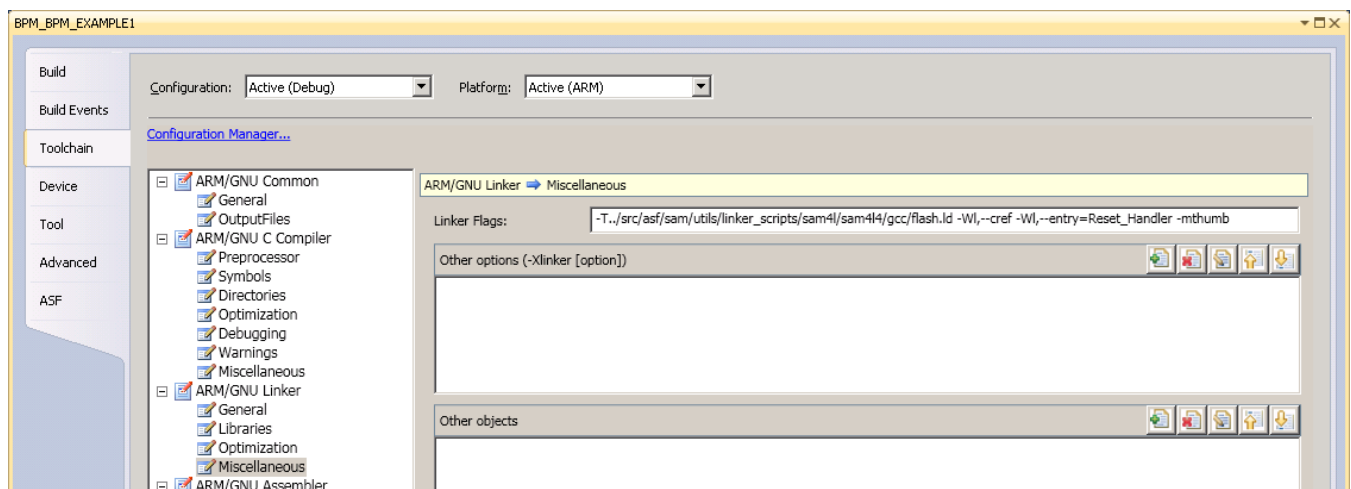 BPM_BPM_EXAMPLE1
Build
Build Events
Toolchain
Device
Tool
Advanced
ASF
Configuration: Active (Debug) Platform: Active (ARM)
Configuration Manager...
ARM/GNU Common
General
OutputFiles
ARM/GNU C Compiler
Preprocessor
Symbols
Directories
Optimization
Debugging
Warnings
Miscellaneous
ARM/GNU Linker
General
Libraries
Optimization
Miscellaneous
ARM/GNU Assembler
ARM/GNU Linker Miscellaneous
Linker Flags: -T../src/asf/sam/utils/linker_scripts/sam4l/sam4l4/gcc/flash.ld -Wl,--cref -Wl,--entry=Reset_Handler -mthumb
Other options (-Xlinker [option])
Other objects